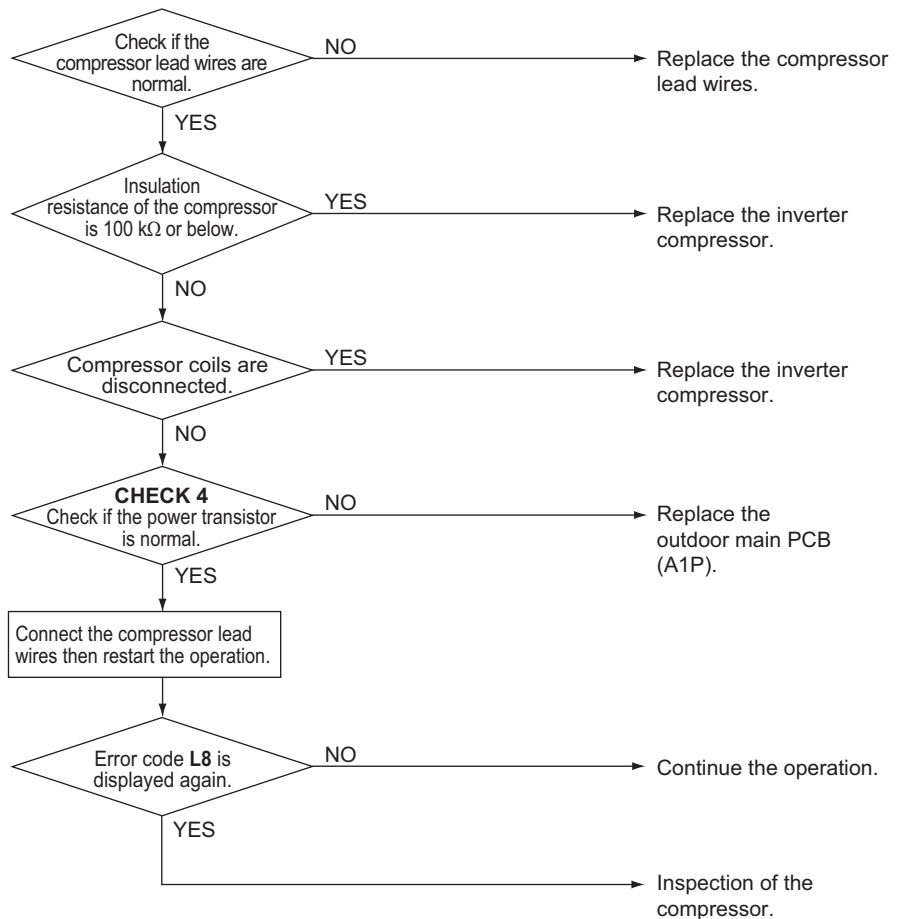 Check if the
compressor lead wires are
normal.
NO
Replace the compressor
lead wires.
YES
Insulation
resistance of the compressor
is 100 kΩ or below.
YES
Replace the inverter
compressor.
NO
Compressor coils are
disconnected.
YES
Replace the inverter
compressor.
NO
CHECK 4
Check if the power transistor
is normal.
NO
Replace the
outdoor main PCB
(A1P).
YES
Connect the compressor lead
wires then restart the operation.
Error code L8 is
displayed again.
NO
Continue the operation.
YES
Inspection of the
compressor.